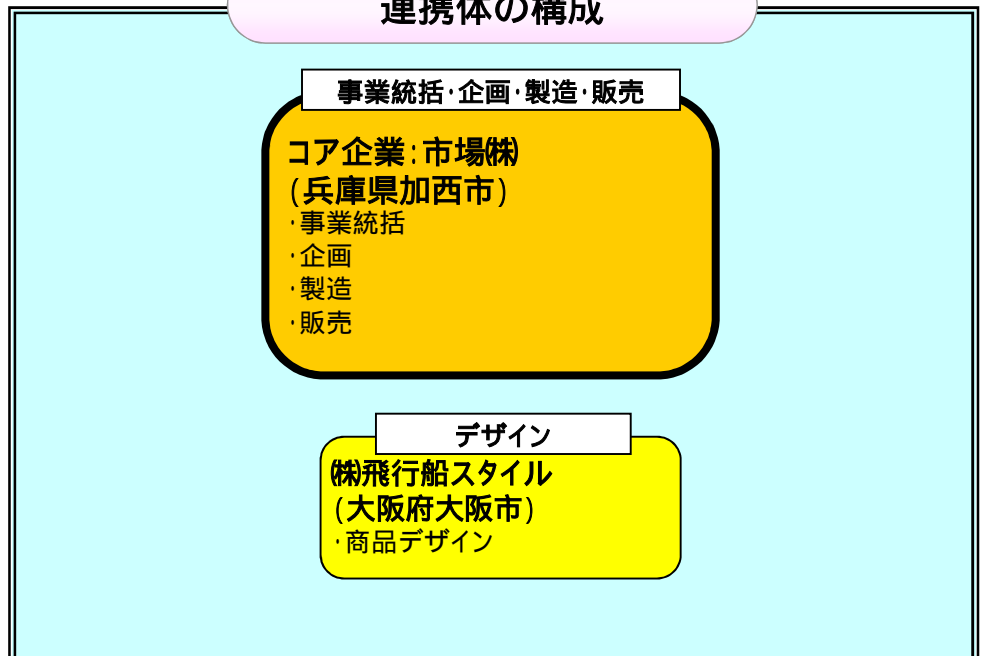 連携体の構成
事業統括・企画・製造・販売
コア企業:市場㈱
(兵庫県加西市)
・事業統括
・企画
・製造
・販売
デザイン
㈱飛行船スタイル
(大阪府大阪市)
・商品デザイン